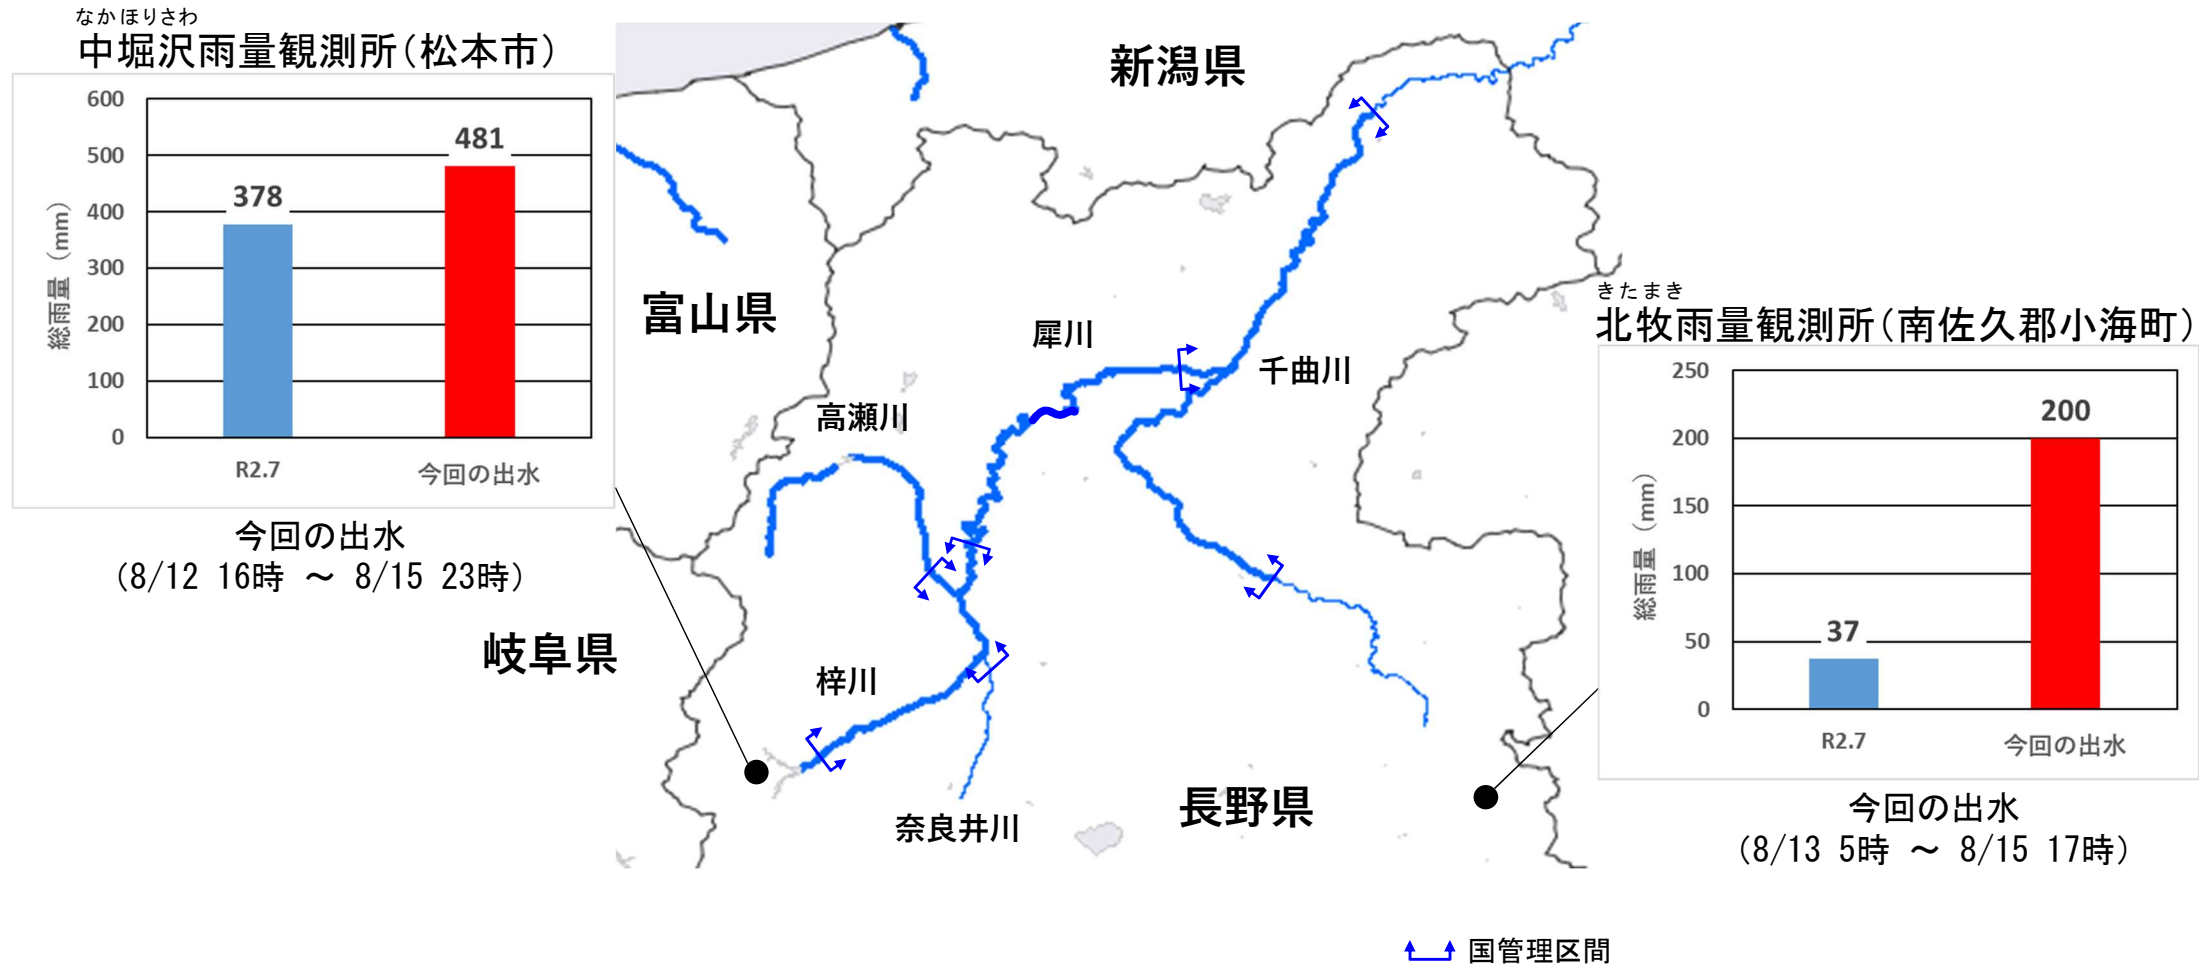 なかほりさわ
中堀沢雨量観測所（松本市）
総雨量（mm）
600
500
400
300
200
100
0
378
481
R2.7
今回の出水
今回の出水
（8/12 16時 ～ 8/15 23時）
新潟県
富山県
岐阜県
長野県
犀川
千曲川
高瀬川
梓川
奈良井川
きたまき
北牧雨量観測所（南佐久郡小海町）
総雨量（mm）
250
200
150
100
50
0
37
200
R2.7
今回の出水
今回の出水
（8/13 5時 ～ 8/15 17時）
国管理区間